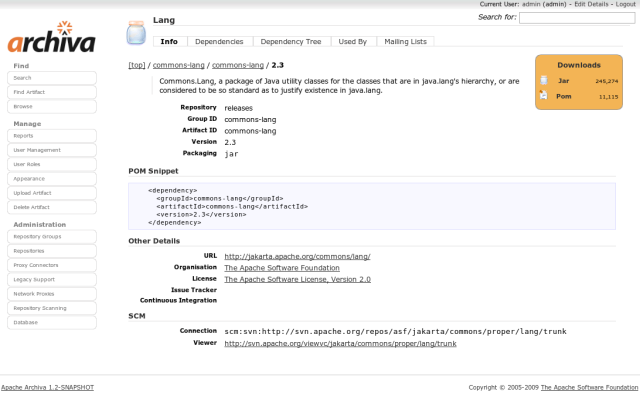 Current User: admin (admin) - Edit Details - Logout
Search for:
archiva
Lang
Info
Dependencies
Dependency Tree
Used By
Mailing Lists
Find
Search
Find Artifact
Browse
Manage
Reports
User Management
User Roles
Appearance
Upload Artifact
Delete Artifact
Administration
Repository Groups
Repositories
Proxy Connectors
Legacy Support
Network Proxies
Repository Scanning
Database
[top] / commons-lang / commons-lang / 2.3
Commons.Lang, a package of Java utility classes for the classes that are in java.lang's hierarchy, or are
considered to be so standard as to justify existence in java.lang.
Repository releases
Group ID commons-lang
Artifact ID commons-lang
Version 2.3
Packaging jar
Downloads
Jar 245,274
Pom 11,115
POM Snippet
<dependency>
<groupId>commons-lang</groupId>
<artifactId>commons-lang</artifactId>
<version>2.3</version>
</dependency>
Other Details
URL http://jakarta.apache.org/commons/lang/
Organisation The Apache Software Foundation
License The Apache Software License, Version 2.0
Issue Tracker
Continuous Integration
SCM
Connection scm:svn:http://svn.apache.org/repos/asf/jakarta/commons/proper/lang/trunk
Viewer http://svn.apache.org/viewvc/jakarta/commons/proper/lang/trunk
Apache Archiva 1.2-SNAPSHOT
Copyright © 2005-2009 The Apache Software Foundation